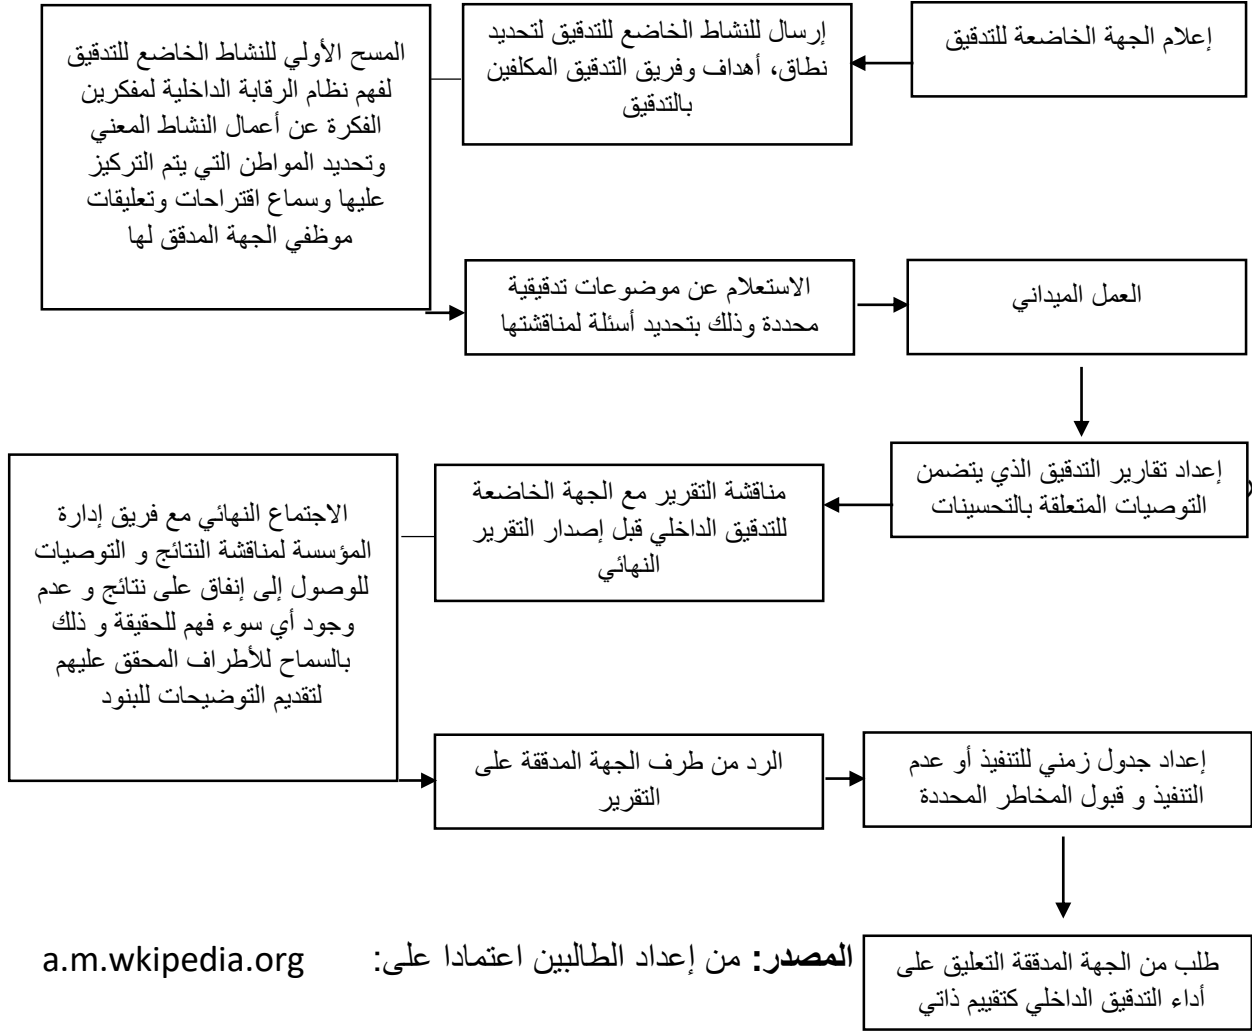 إعلام الجهة الخاضعة للتدقيق
إرسال للنشاط الخاضع للتدقيق لتحديد
نطاق، أهداف وفريق التدقيق المكلفين
بالتدقيق
المسح الأولي للنشاط الخاضع للتدقيق
لفهم نظام الرقابة الداخلية لمفكرين
الفكرة عن أعمال النشاط المعني
وتحديد المواطن التي يتم التركيز
عليها وسماع اقتراحات وتعليقات
موظفي الجهة المدقق لها
الاستعلام عن موضوعات تدقيقية
محددة وذلك بتحديد أسئلة لمناقشتها
العمل الميداني
إعداد تقارير التدقيق الذي يتضمن
التوصيات المتعلقة بالتحسينات
مناقشة التقرير مع الجهة الخاضعة
للتدقيق الداخلي قبل إصدار التقرير
النهائي
الاجتماع النهائي مع فريق إدارة
المؤسسة لمناقشة النتائج و التوصيات
للوصول إلى إنفاق على نتائج و عدم
وجود أي سوء فهم للحقيقة و ذلك
بالسماح للأطراف المحقق عليهم
لتقديم التوضيحات للبنود
الرد من طرف الجهة المدققة على
التقرير
إعداد جدول زمني للتنفيذ أو عدم
التنفيذ و قبول المخاطر المحددة
طلب من الجهة المدققة التعليق على
أداء التدقيق الداخلي كتقييم ذاتي
المصدر: من إعداد الطالبين اعتمادا على: a.m.wkipedia.org